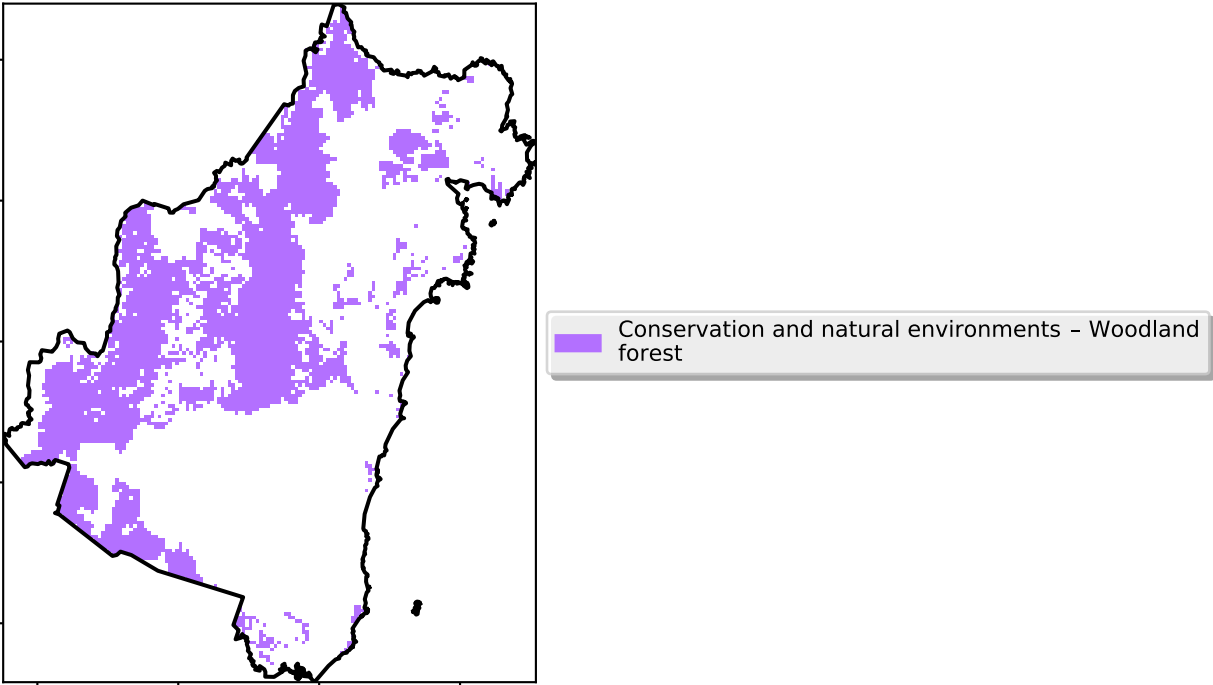 Conservation and natural environments – Woodland
forest